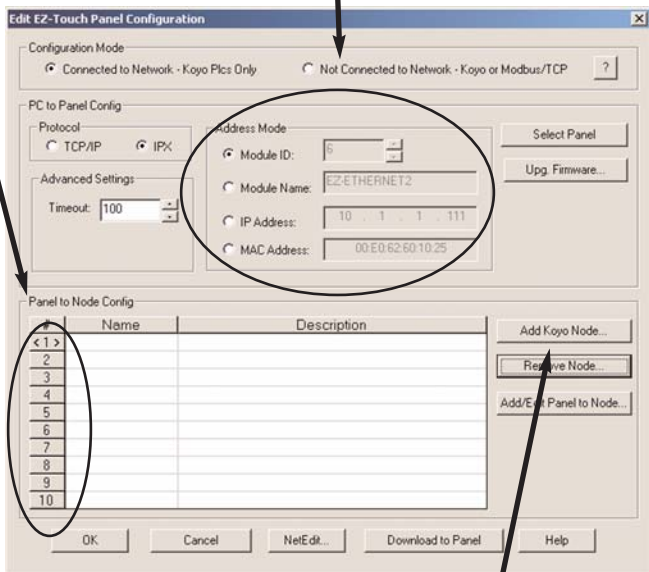 Edit EZ-Touch Panel Configuration
Configuration Mode
Connected to Network - Koyo Plcs Only
Not Connected to Network - Koyo or Modbus/TCP
?
PC to Panel Config
Protocol
TCP/IP
IPX
Advanced Settings
Timeout: 100
Address Mode
Module ID: 6
Module Name: EZ-ETHERNET2
IP Address: 10 . 1 . 1 . 111
MAC Address: 00:E0:62:60:10:25
Select Panel
Upg. Firmware...
Panel to Node Config
# Name Description
<1>
2
3
4
5
6
7
8
9
10
Add Koyo Node...
Remove Node...
Add/Edit Panel to Node...
OK
Cancel
NetEdit...
Download to Panel
Help